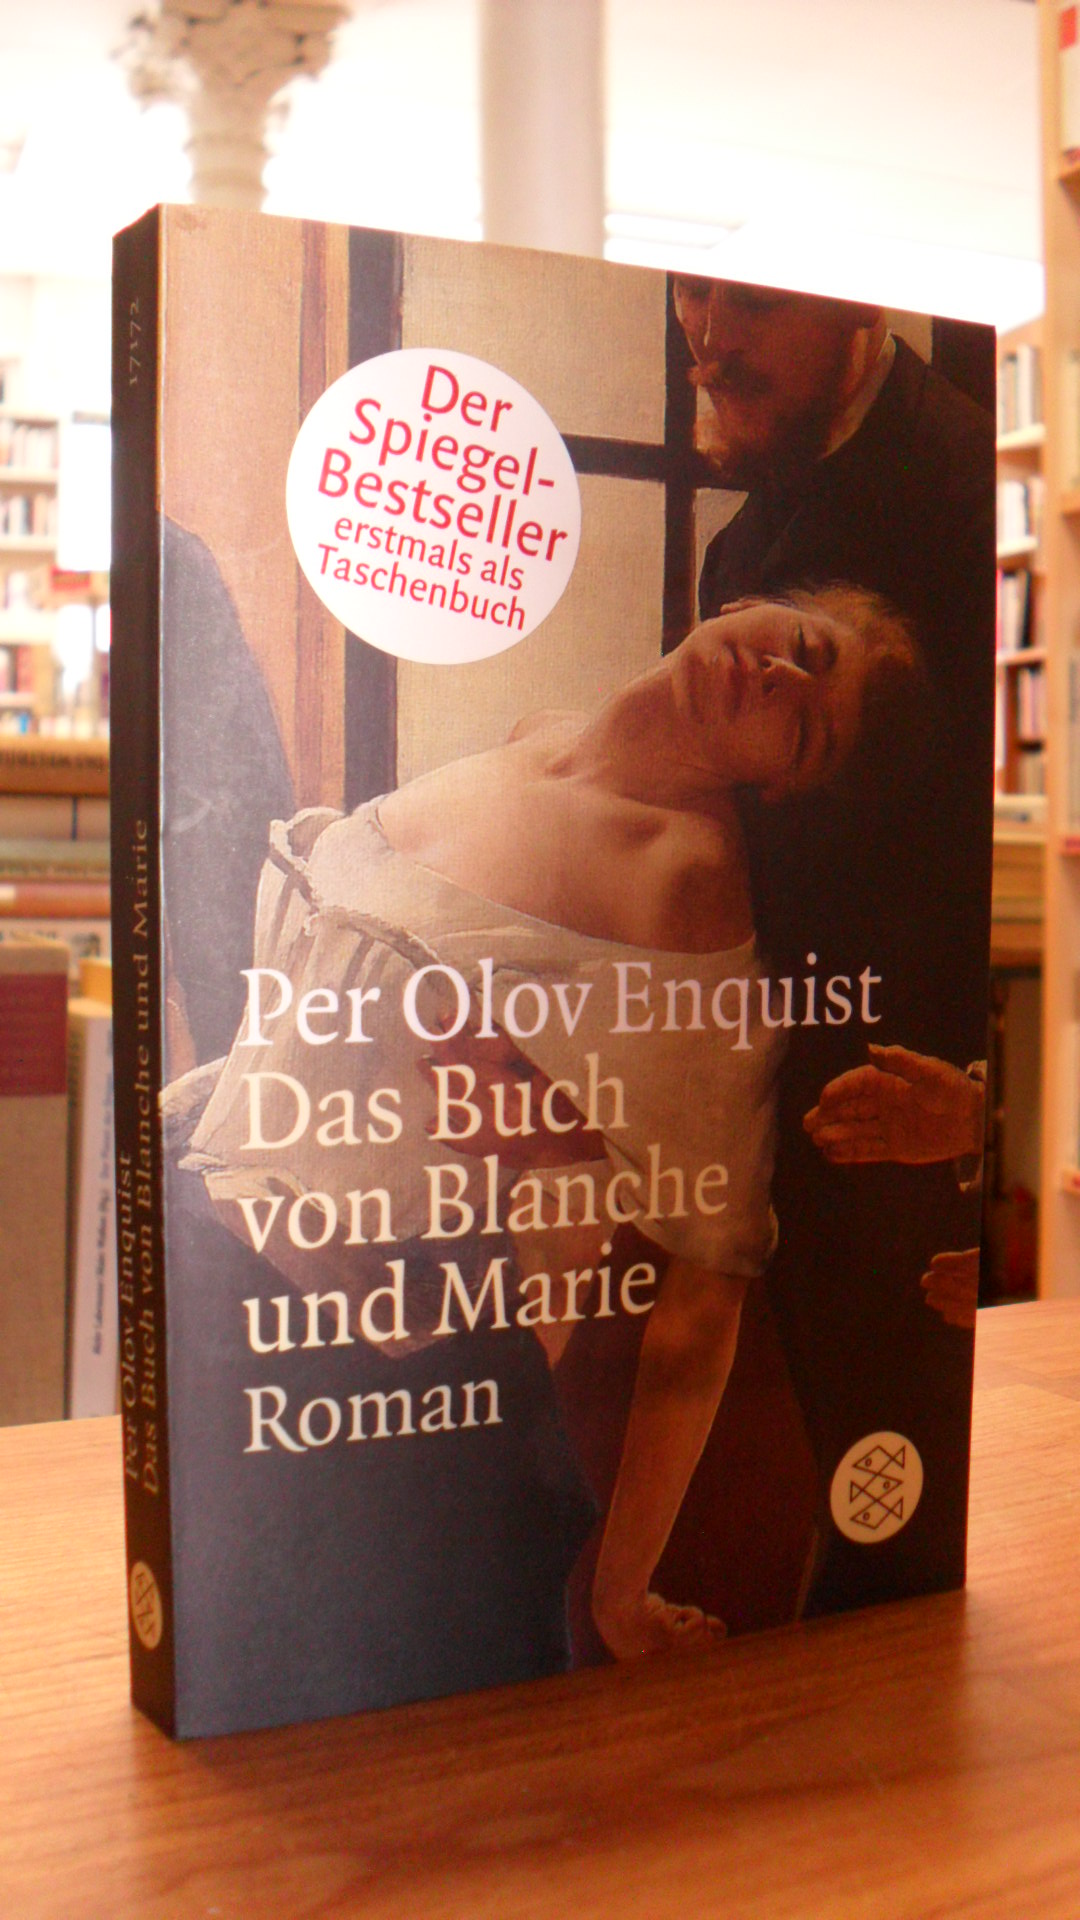 Der
Spiegel-
Bestseller
erstmals als
Taschenbuch
Per Olov Enquist
Das Buch
von Blanche
und Marie
Roman
17172
Per Olov Enquist
Das Buch von Blanche und Marie